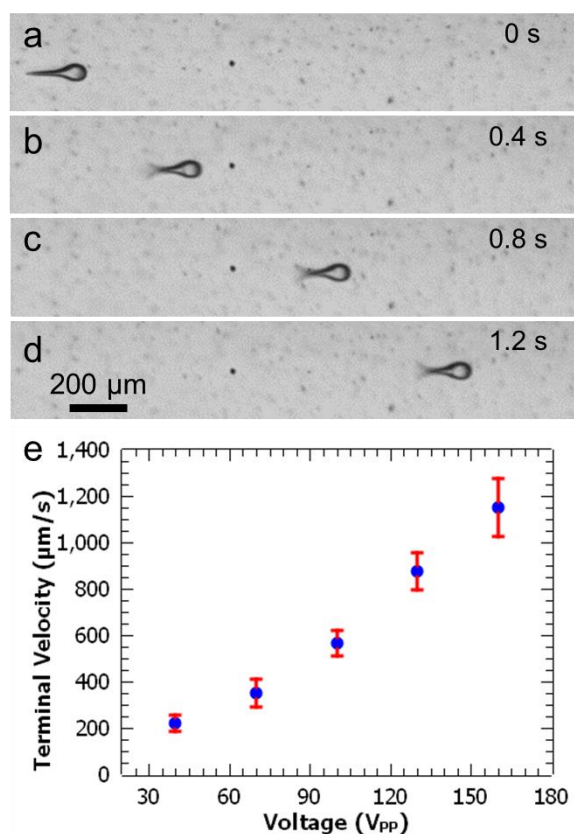 a
0 s
b
0.4 s
c
0.8 s
d
1.2 s
200 µm
e
1,400
1,200
1,000
800
600
400
200
0
Terminal Velocity (µm/s)
30
60
90
120
150
180
Voltage (Vpp)